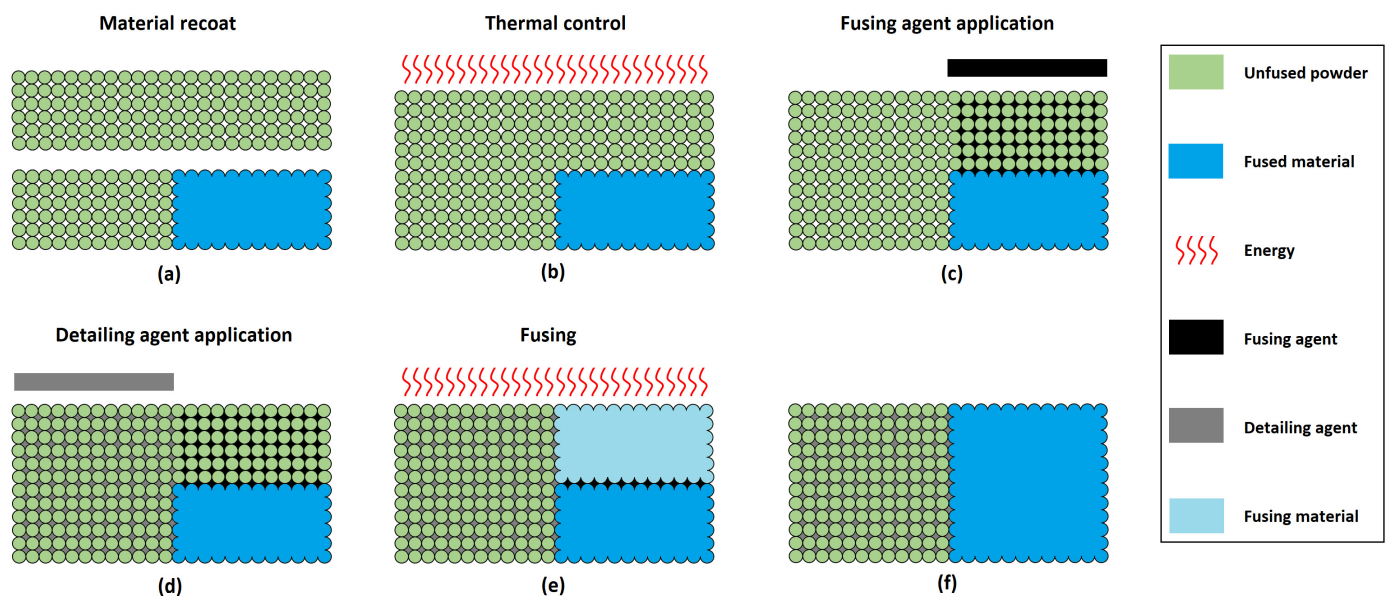 Material recoat
Thermal control
Fusing agent application
(a)
(b)
(c)
Detailing agent application
Fusing
(d)
(e)
(f)
Unfused powder
Fused material
Energy
Fusing agent
Detailing agent
Fusing material